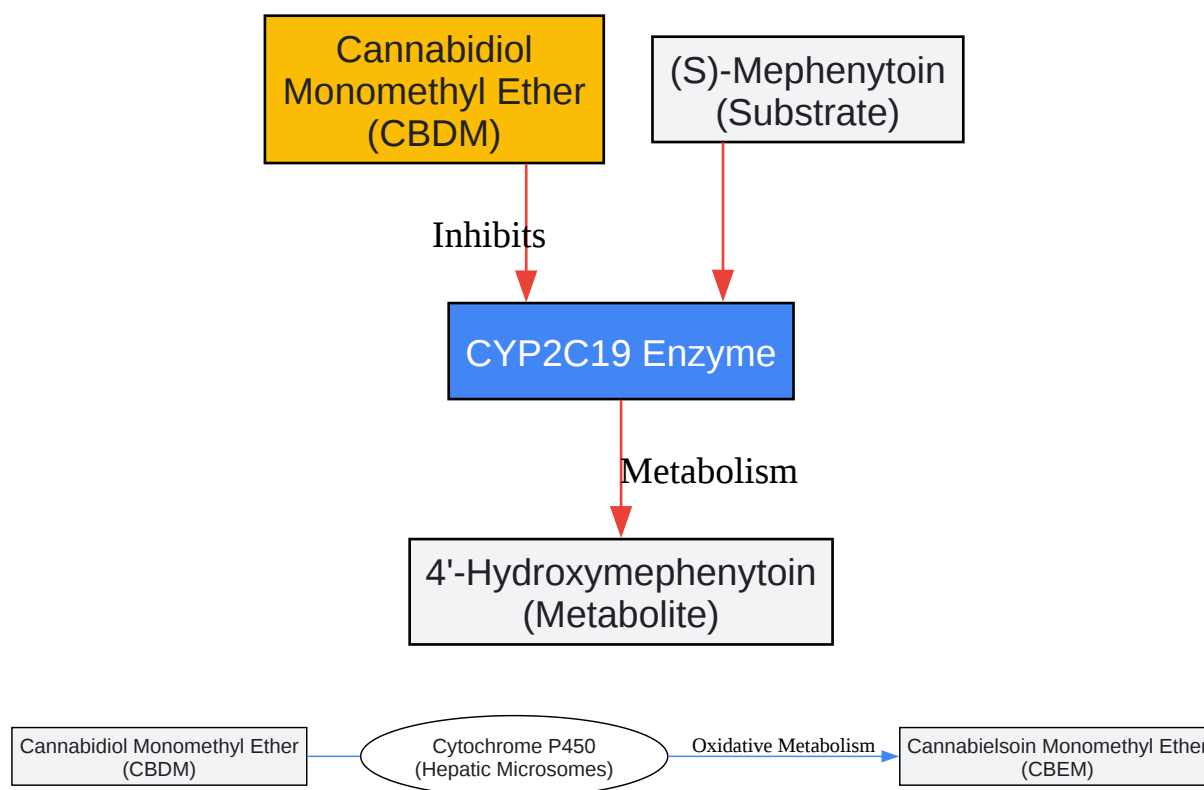 Cannabidiol
Monomethyl Ether
(CBDM)
(S)-Mephenytoin
(Substrate)
Inhibits
CYP2C19 Enzyme
Metabolism
4'-Hydroxymephenytoin
(Metabolite)
Cannabidiol Monomethyl Ether
(CBDM)
Cytochrome P450
(Hepatic Microsomes)
Oxidative Metabolism
Cannabielsoin Monomethyl Ether
(CBEM)